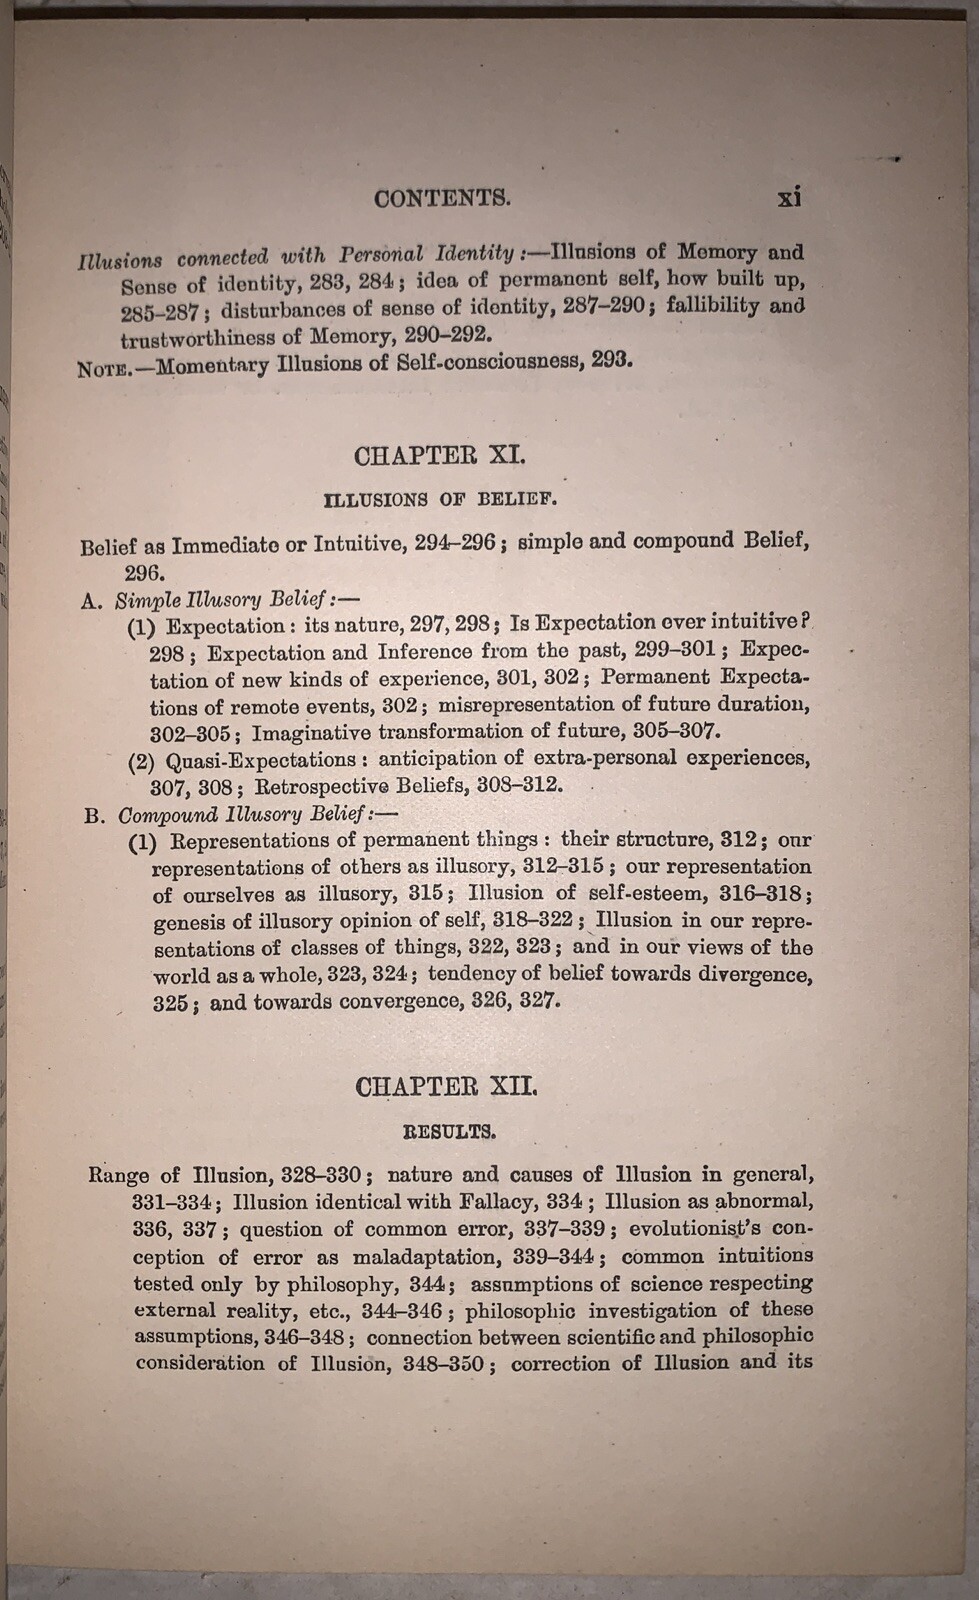 CONTENTS. xi
Illusions connected with Personal Identity :—Illusions of Memory and
Sense of identity, 283, 284 ; idea of permanent self, how built up,
285–287 ; disturbances of sense of identity, 287–290 ; fallibility and
trustworthiness of Memory, 290–292.
NOTE.—Momentary Illusions of Self-consciousness, 293.
CHAPTER XI.
ILLUSIONS OF BELIEF.
Belief as Immediate or Intuitive, 294–296 ; simple and compound Belief,
296.
A. Simple Illusory Belief :—
(1) Expectation : its nature, 297, 298 ; Is Expectation ever intuitive?
298 ; Expectation and Inference from the past, 299–301 ; Expec-
tation of new kinds of experience, 301, 302 ; Permanent Expecta-
tions of remote events, 302 ; misrepresentation of future duration,
302–305 ; Imaginative transformation of future, 305–307.
(2) Quasi-Expectations : anticipation of extra-personal experiences,
307, 308 ; Retrospective Beliefs, 308–312.
B. Compound Illusory Belief :—
(1) Representations of permanent things : their structure, 312 ; our
representations of others as illusory, 312–315 ; our representation
of ourselves as illusory, 315 ; Illusion of self-esteem, 316–318 ;
genesis of illusory opinion of self, 318–322 ; Illusion in our repre-
sentations of classes of things, 322, 323 ; and in our views of the
world as a whole, 323, 324 ; tendency of belief towards divergence,
325 ; and towards convergence, 326, 327.
CHAPTER XII.
RESULTS.
Range of Illusion, 328–330 ; nature and causes of Illusion in general,
331–334 ; Illusion identical with Fallacy, 334 ; Illusion as abnormal,
336, 337 ; question of common error, 337–339 ; evolutionist's con-
ception of error as maladaptation, 339–344 ; common intuitions
tested only by philosophy, 344 ; assumptions of science respecting
external reality, etc., 344–346 ; philosophic investigation of these
assumptions, 346–348 ; connection between scientific and philosophic
consideration of Illusion, 348–350 ; correction of Illusion and its